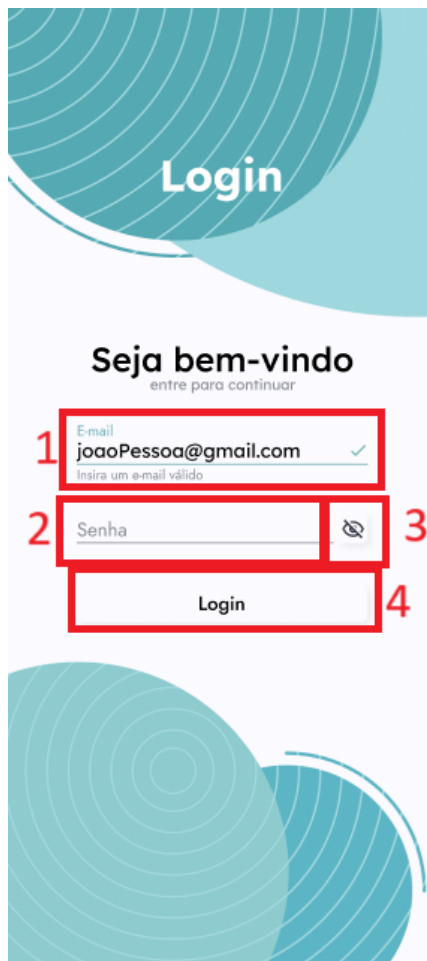 Login
Seja bem-vindo
entre para continuar
1
E-mail
joaoPessoa@gmail.com
Insira um e-mail válido
2
Senha
3
Login
4